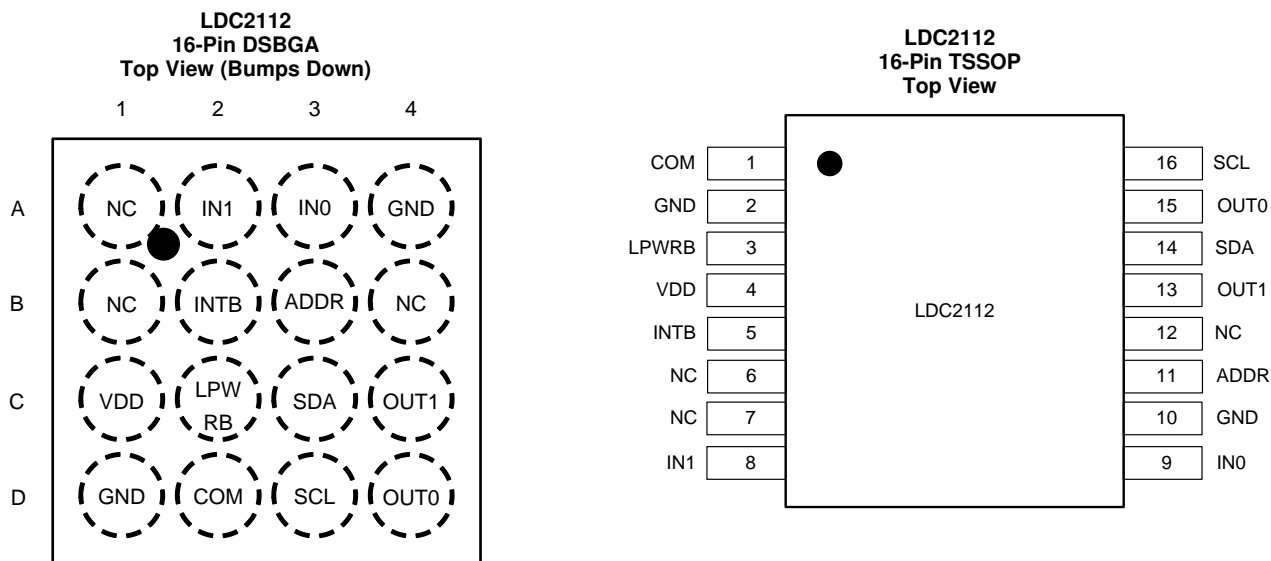 LDC2112
16-Pin DSBGA
Top View (Bumps Down)
1 2 3 4
A NC IN1 IN0 GND
B NC INTB ADDR NC
C VDD LPW RB SDA OUT1
D GND COM SCL OUT0
LDC2112
16-Pin TSSOP
Top View
COM 1 16 SCL
GND 2 15 OUT0
LPWRB 3 14 SDA
VDD 4 13 OUT1
LDC2112
INTB 5 12 NC
NC 6 11 ADDR
NC 7 10 GND
IN1 8 9 IN0